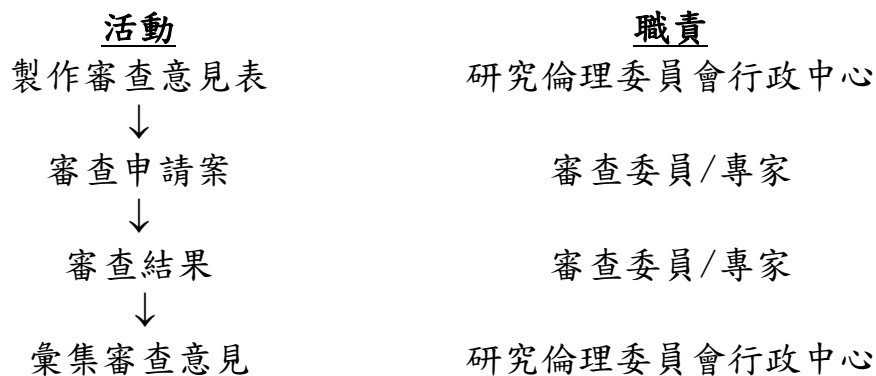 活動 職責
製作審查意見表 研究倫理委員會行政中心
↓
審查申請案 審查委員/專家
↓
審查結果 審查委員/專家
↓
彙集審查意見 研究倫理委員會行政中心